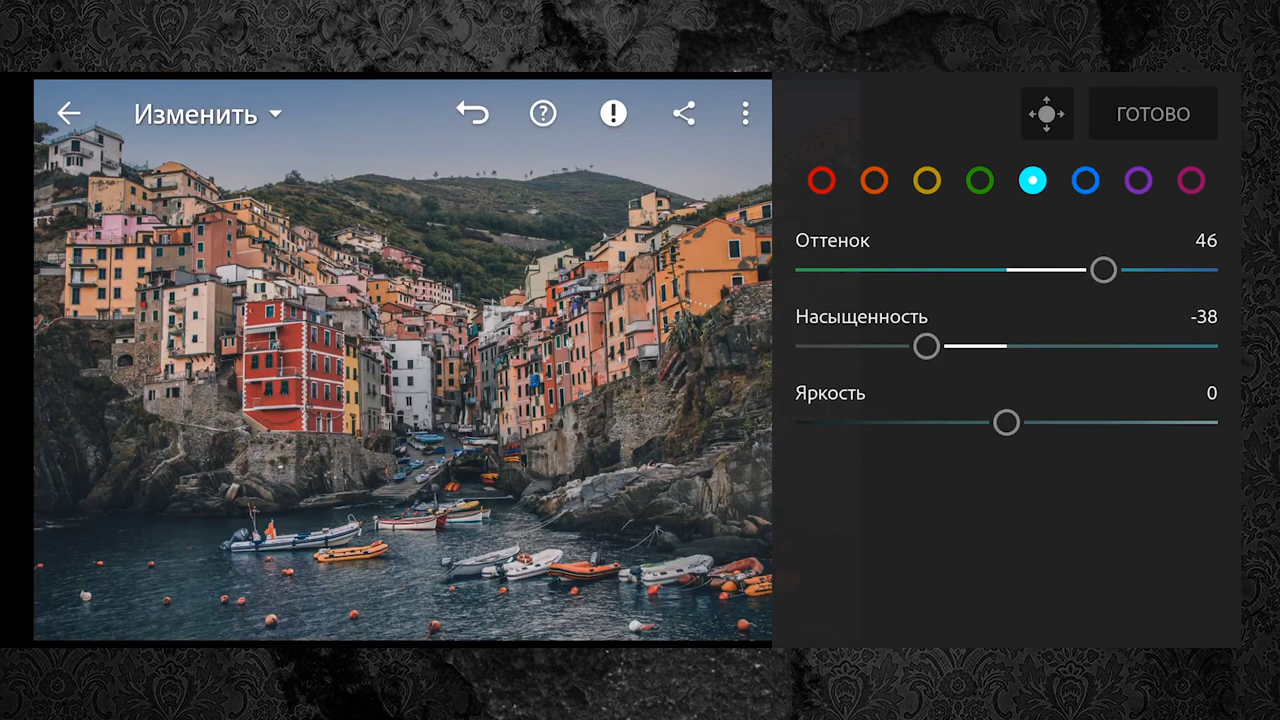 Изменить
ГОТОВО
Оттенок 46
Насыщенность -38
Яркость 0